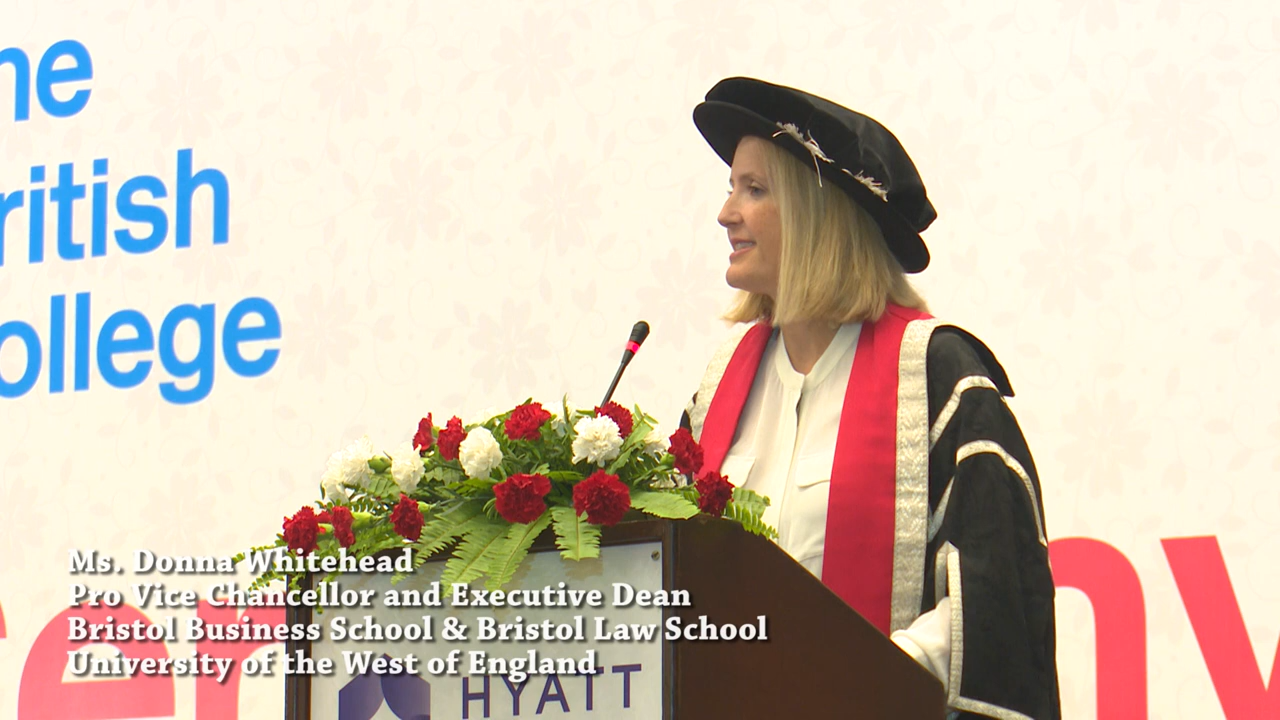 he
ritish
ollege
Ms. Donna Whitehead
Pro Vice Chancellor and Executive Dean
Bristol Business School & Bristol Law School
University of the West of England
HYATT